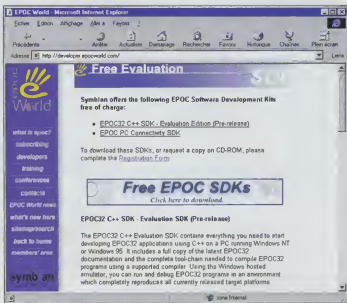 EPOC World - Microsoft Internet Explorer
Fichier Edition Affichage Aller à Favoris ?
Précédente Arrêter Actualiser Démarrage Rechercher Favoris Historique Chaînes Plein écran
Adresse http://developer.epocworld.com/ Liens
epoc World
Free Evaluation
Symbian offers the following EPOC Software Development Kits
free of charge:
• EPOC32 C++ SDK - Evaluation Edition (Pre-release)
• EPOC PC Connectivity SDK
To download these SDKs, or request a copy on CD-ROM, please
complete the Registration Form
Free EPOC SDKs
Click here to download.
EPOC32 C++ SDK - Evaluation SDK (Pre-release)
The EPOC32 C++ SDK contains everything you need to start
developing EPOC32 applications using C++ on a PC running Windows NT
or Windows 95. It includes a full copy of the latest EPOC32
documentation and the complete tool-chain needed to compile EPOC32
programs using a supported compiler. Using the Windows hosted
emulator, you can run and debug EPOC32 programs in an environment
which completely reproduces all currently released target platforms
what is epoc?
subscribing
developers
training
conferences
contacts
EPOC World news
what's new here
sitemap/search
back to home
members' area
symbian
zone Internet